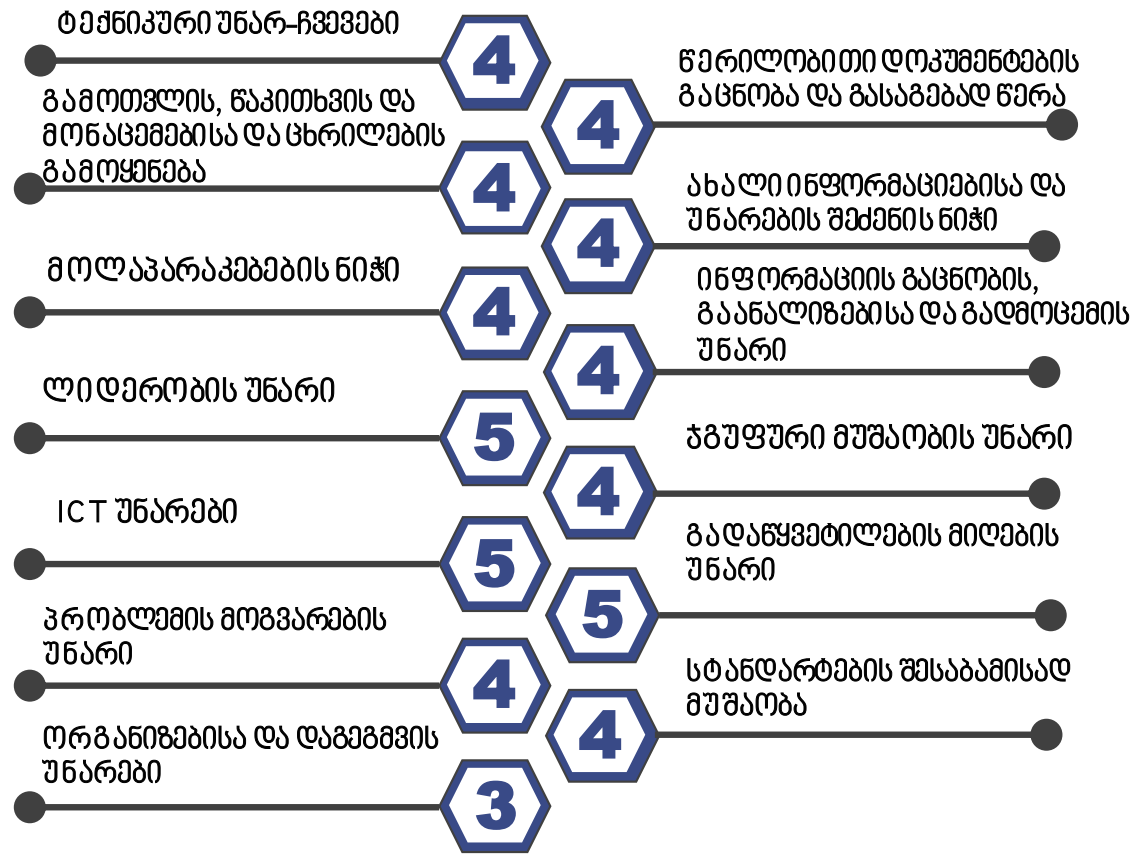 ტექნიკური უნარ-ჩვევები
4
წერილობითი დოკუმენტების
გაცნობა და გასაგებად წერა
4
გამოთვლის, წაკითხვის და
მონაცემებისა და ცხრილების
გამოყენება
4
ახალი ინფორმაციებისა და
უნარების შეძენის ნიჭი
4
მოლაპარაკებების ნიჭი
4
ინფორმაციის გაცნობის,
გაანალიზებისა და გადმოცემის
უნარი
4
ლიდერობის უნარი
5
ჯგუფური მუშაობის უნარი
4
ICT უნარები
5
გადაწყვეტილების მიღების
უნარი
5
პრობლემის მოგვარების
უნარი
4
სტანდარტების შესაბამისად
მუშაობა
4
ორგანიზებისა და დაგეგმვის
უნარები
3